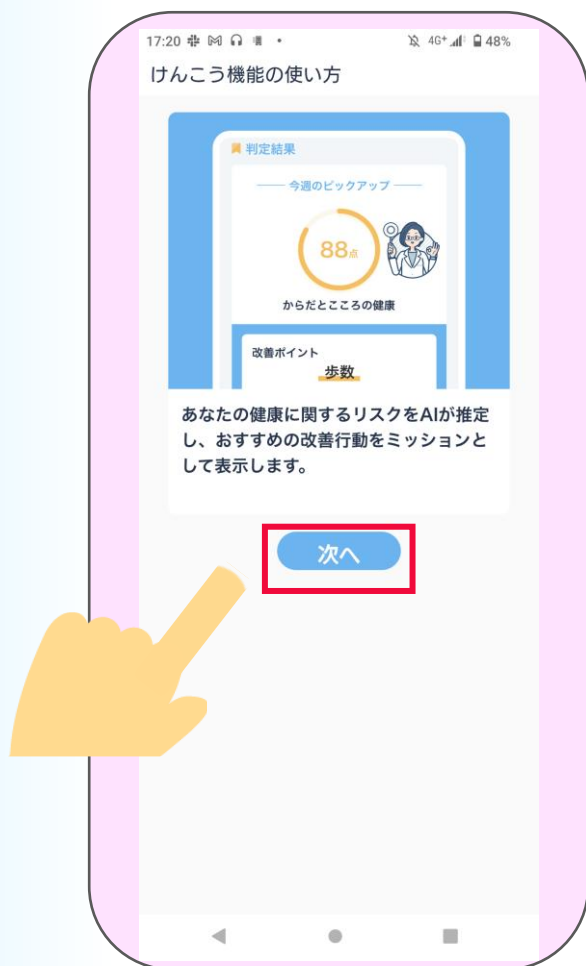 17:20
4G+ 48%
けんこう機能の使い方
判定結果
今週のピックアップ
88点
からだとこころの健康
改善ポイント
歩数
あなたの健康に関するリスクをAIが推定
し、おすすめの改善行動をミッションと
して表示します。
次へ